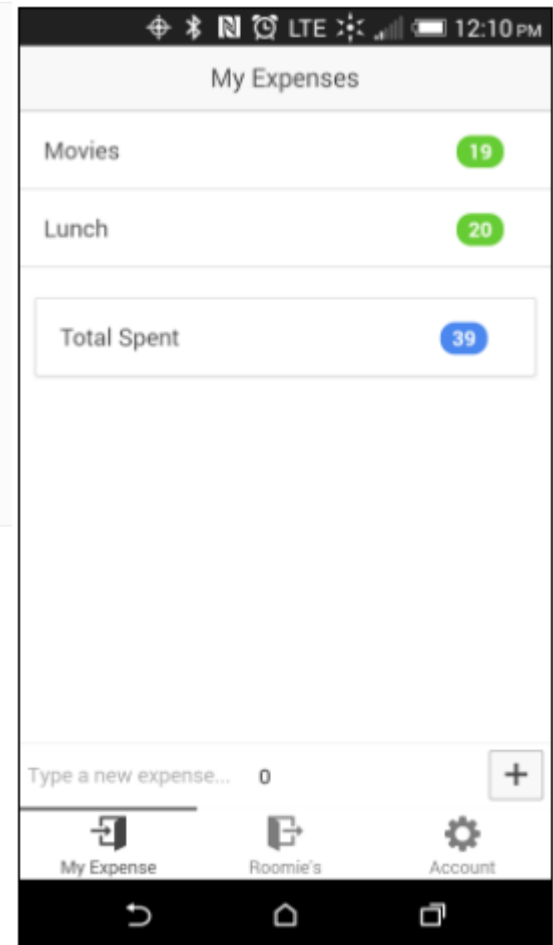 LTE 12:10 PM
My Expenses
Movies 19
Lunch 20
Total Spent 39
Type a new expense... 0 +
My Expense Roomie's Account